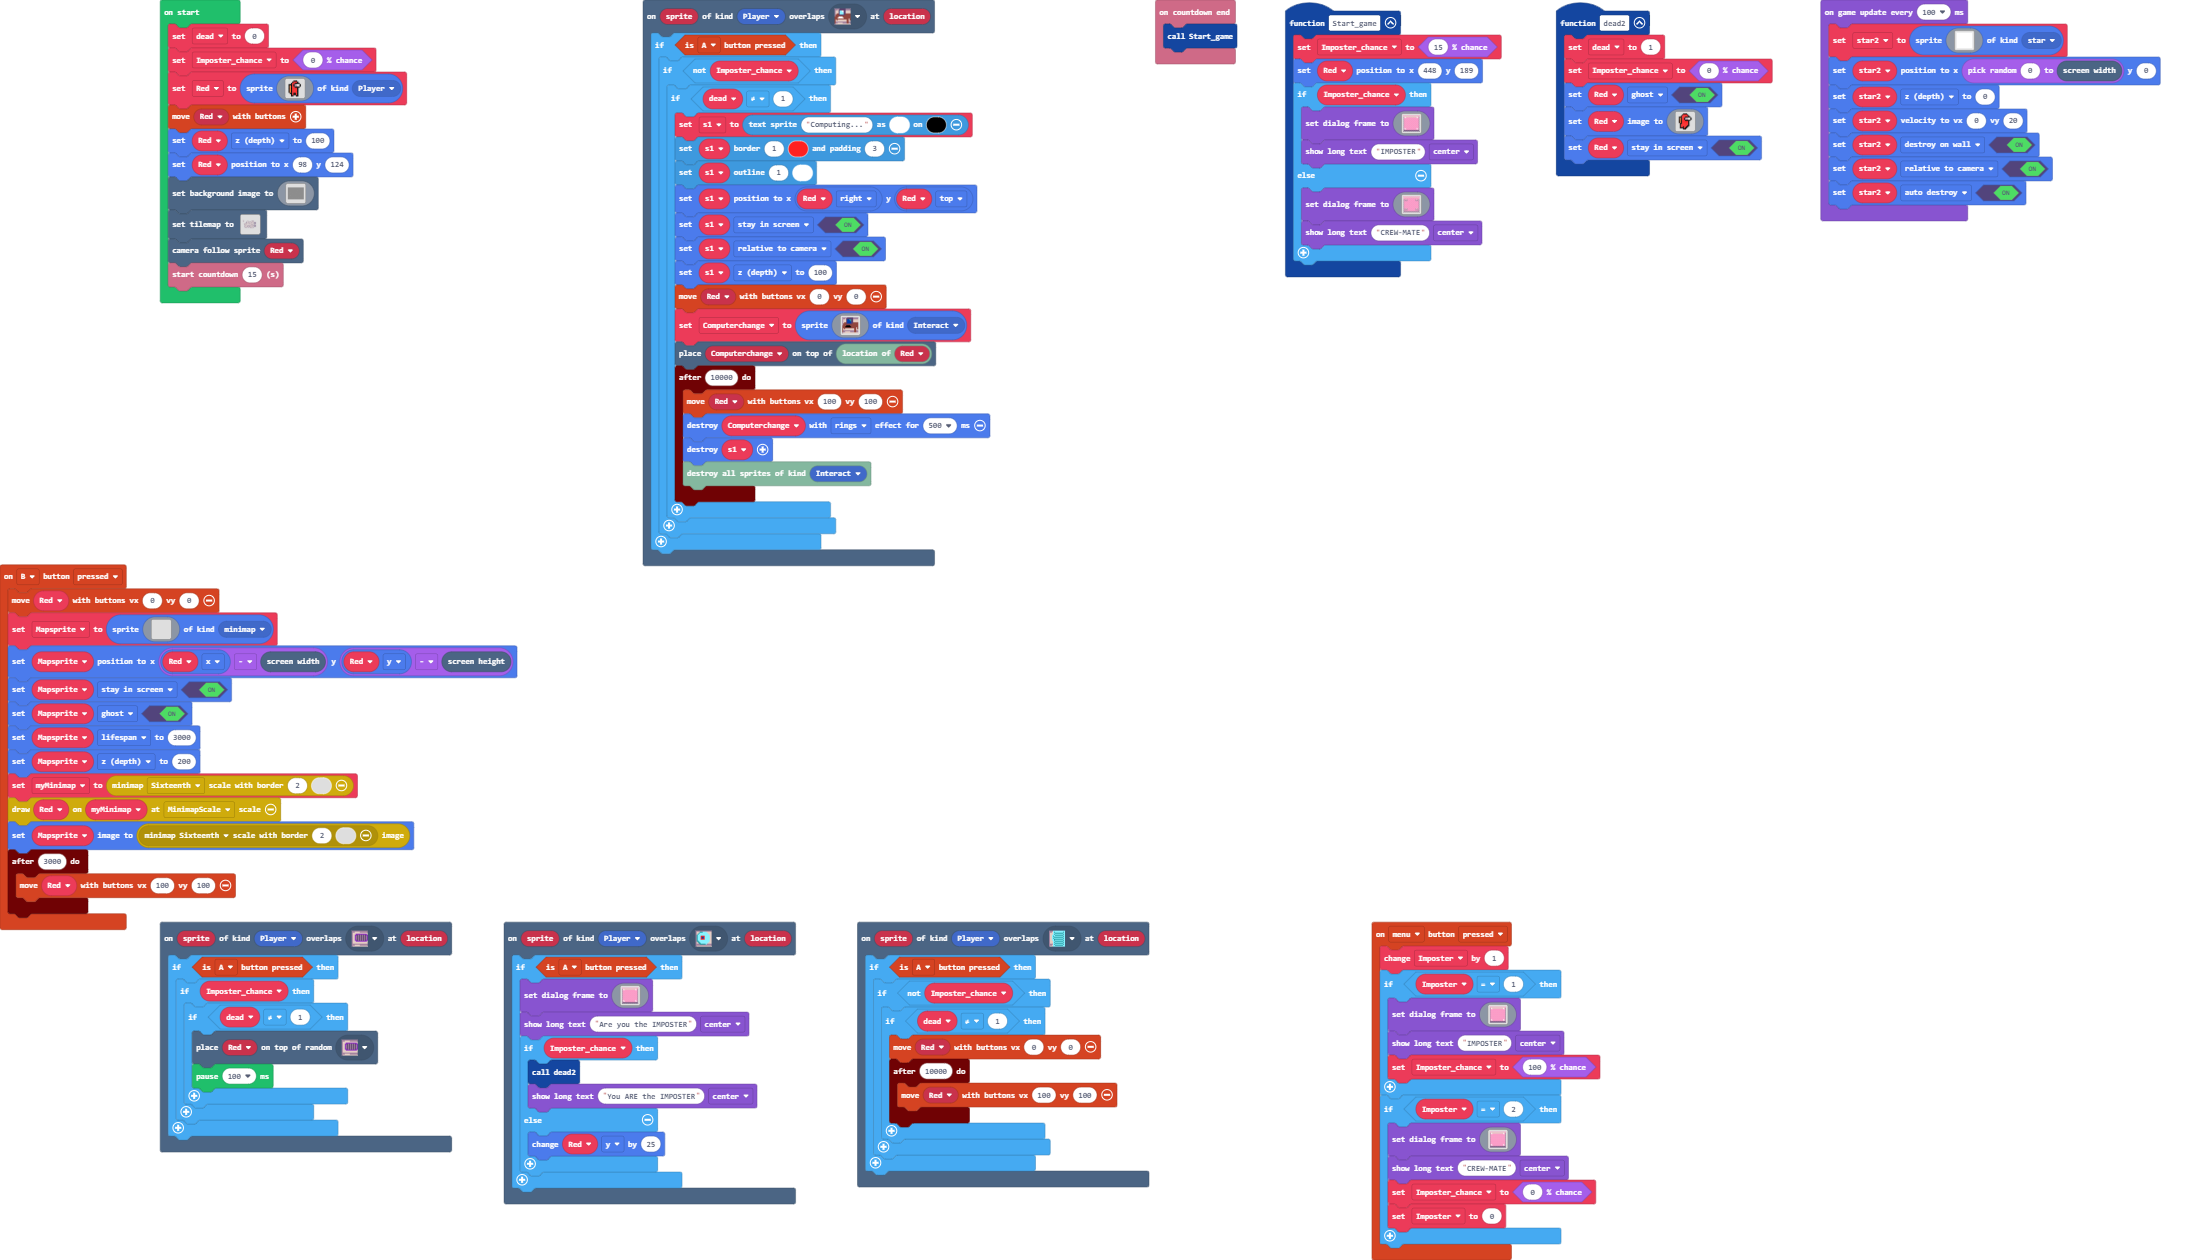 on start
set dead to 0
set Imposter_chance to 0 % chance
set Red to sprite of kind Player
move Red with buttons
set Red z (depth) to 100
set Red position to x 98 y 124
set background image to
set tilemap to
camera follow sprite Red
start countdown 15 (s)
on sprite of kind Player overlaps at location
if is A button pressed then
if not Imposter_chance then
if dead ≠ 1 then
set s1 to text sprite "Computing..." as on
set s1 border 1 and padding 3
set s1 outline 1
set s1 position to x Red right y Red top
set s1 stay in screen ON
set s1 relative to camera ON
set s1 z (depth) to 100
move Red with buttons vx 0 vy 0
set Computerchange to sprite of kind Interact
place Computerchange on top of location of Red
after 10000 do
move Red with buttons vx 100 vy 100
destroy Computerchange with rings effect for 500 ms
destroy s1
destroy all sprites of kind Interact
on countdown end
call Start_game
function Start_game
set Imposter_chance to 15 % chance
set Red position to x 448 y 189
if Imposter_chance then
set dialog frame to
show long text "IMPOSTER" center
else
set dialog frame to
show long text "CREW-MATE" center
function dead2
set dead to 1
set Imposter_chance to 0 % chance
set Red ghost ON
set Red image to
set Red stay in screen ON
on game update every 100 ms
set star2 to sprite of kind star
set star2 position to x pick random 0 to screen width y 0
set star2 z (depth) to 0
set star2 velocity to vx 0 vy 20
set star2 destroy on wall ON
set star2 relative to camera ON
set star2 auto destroy ON
on B button pressed
move Red with buttons vx 0 vy 0
set Mapsprite to sprite of kind minimap
set Mapsprite position to x Red x - screen width y Red y - screen height
set Mapsprite stay in screen ON
set Mapsprite ghost ON
set Mapsprite lifespan to 3000
set Mapsprite z (depth) to 200
set myMinimap to minimap Sixteenth scale with border 2
draw Red on myMinimap at MinimapScale scale
set Mapsprite image to minimap Sixteenth scale with border 2 image
after 3000 do
move Red with buttons vx 100 vy 100
on sprite of kind Player overlaps at location
if is A button pressed then
if Imposter_chance then
if dead ≠ 1 then
place Red on top of random
pause 100 ms
on sprite of kind Player overlaps at location
if is A button pressed then
set dialog frame to
show long text "Are you the IMPOSTER" center
if Imposter_chance then
call dead2
show long text "You ARE the IMPOSTER" center
else
change Red y by 25
on sprite of kind Player overlaps at location
if is A button pressed then
if not Imposter_chance then
if dead ≠ 1 then
move Red with buttons vx 0 vy 0
after 10000 do
move Red with buttons vx 100 vy 100
on menu button pressed
change Imposter by 1
if Imposter = 1 then
set dialog frame to
show long text "IMPOSTER" center
set Imposter_chance to 100 % chance
if Imposter = 2 then
set dialog frame to
show long text "CREW-MATE" center
set Imposter_chance to 0 % chance
set Imposter to 0